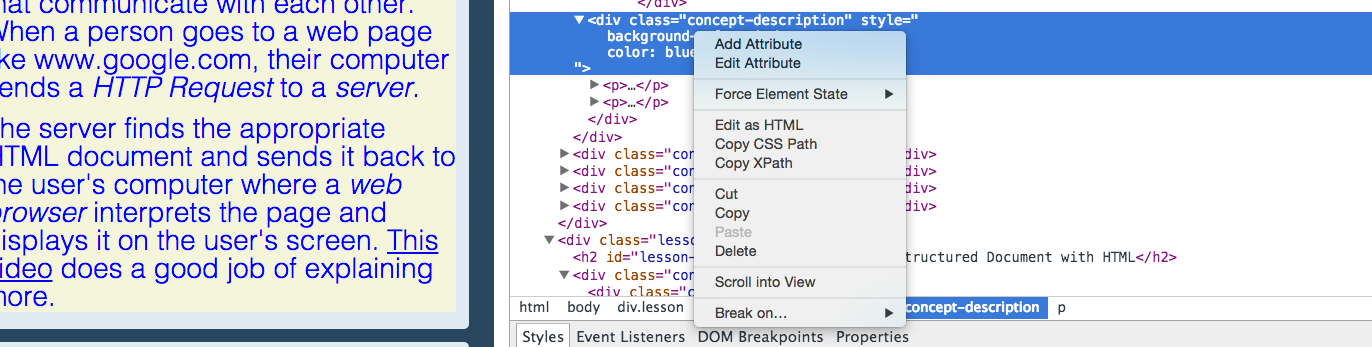 hat communicate with each other.
When a person goes to a web page
ke www.google.com, their computer
ends a HTTP Request to a server.
he server finds the appropriate
HTML document and sends it back to
he user's computer where a web
browser interprets the page and
isplays it on the user's screen. This
ideo does a good job of explaining
more.
</div>
▼<div class="concept-description" style="
background-
color: blue
">
▶<p>…</p>
▶<p>…</p>
</div>
</div>
▶<div class="con div>
▶<div class="con div>
▶<div class="con div>
▶<div class="con div>
</div>
▼<div class="lesso
<h2 id="lesson- tructured Document with HTML</h2>
▼<div class="con
<div class="con
Add Attribute
Edit Attribute
Force Element State ▶
Edit as HTML
Copy CSS Path
Copy XPath
Cut
Copy
Paste
Delete
Scroll into View
Break on… ▶
html body div.lesson concept-description p
Styles Event Listeners DOM Breakpoints Properties